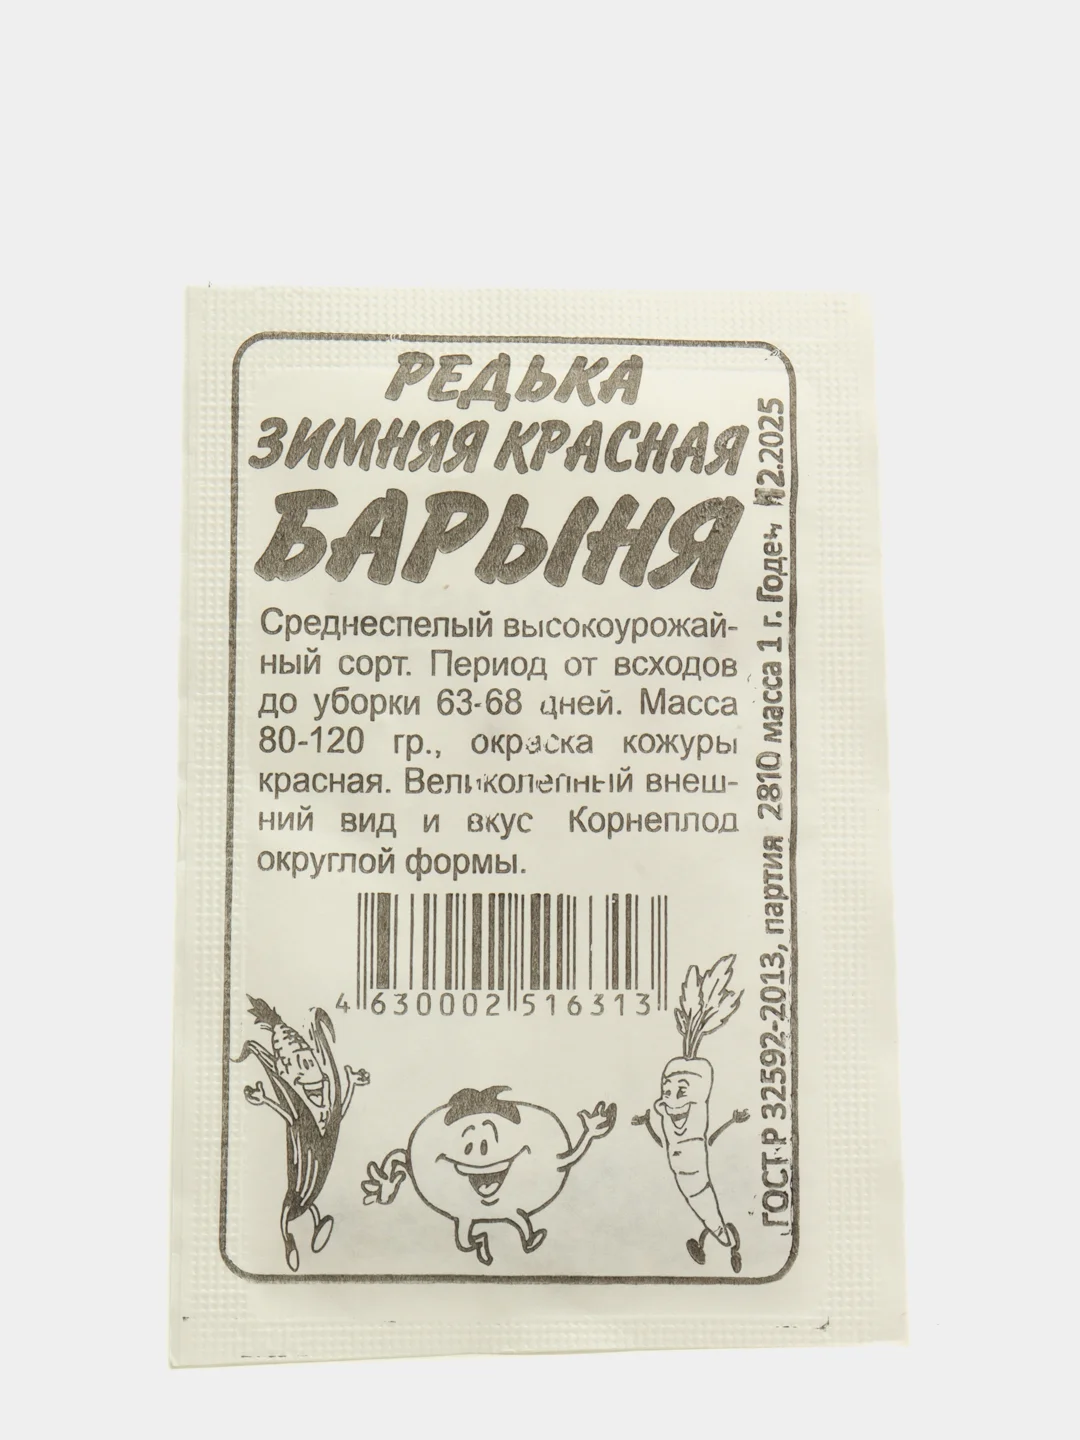 РЕДЬКА
ЗИМНЯЯ КРАСНАЯ
БАРЫНЯ
Среднеспелый высокоурожай-
ный сорт. Период от всходов
до уборки 63-68 дней. Масса
80-120 гр., окраска кожуры
красная. Великолепный внеш-
ний вид и вкус Корнеплод
округлой формы.
4 630002 516313
ГОСТ Р 32592-2013, партия 2810 масса 1 г. Годен 12.2025